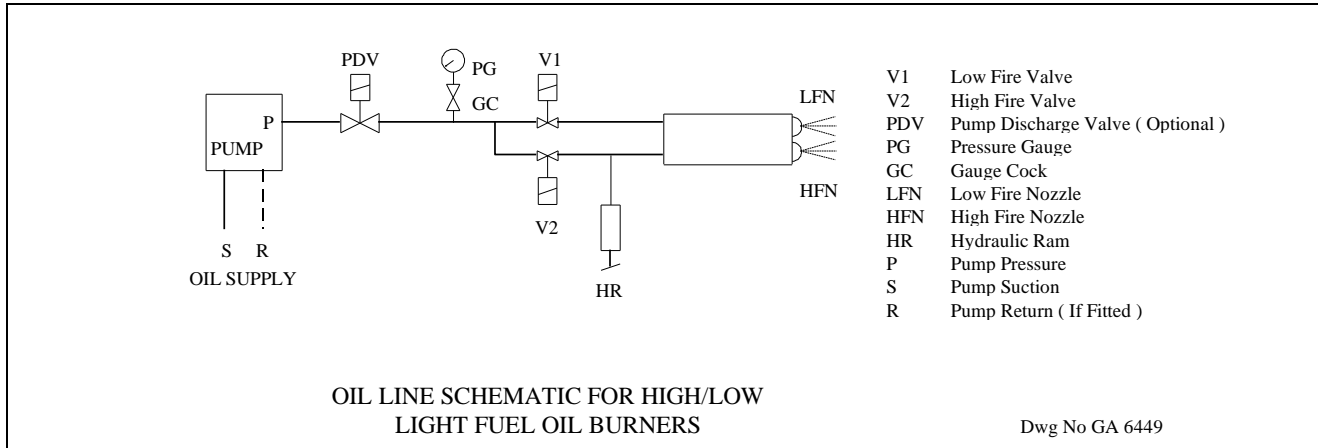 PDV
PG
GC
V1
LFN
HFN
P
PUMP
V2
S R
OIL SUPPLY
HR
V1 Low Fire Valve
V2 High Fire Valve
PDV Pump Discharge Valve ( Optional )
PG Pressure Gauge
GC Gauge Cock
LFN Low Fire Nozzle
HFN High Fire Nozzle
HR Hydraulic Ram
P Pump Pressure
S Pump Suction
R Pump Return ( If Fitted )
OIL LINE SCHEMATIC FOR HIGH/LOW
LIGHT FUEL OIL BURNERS
Dwg No GA 6449